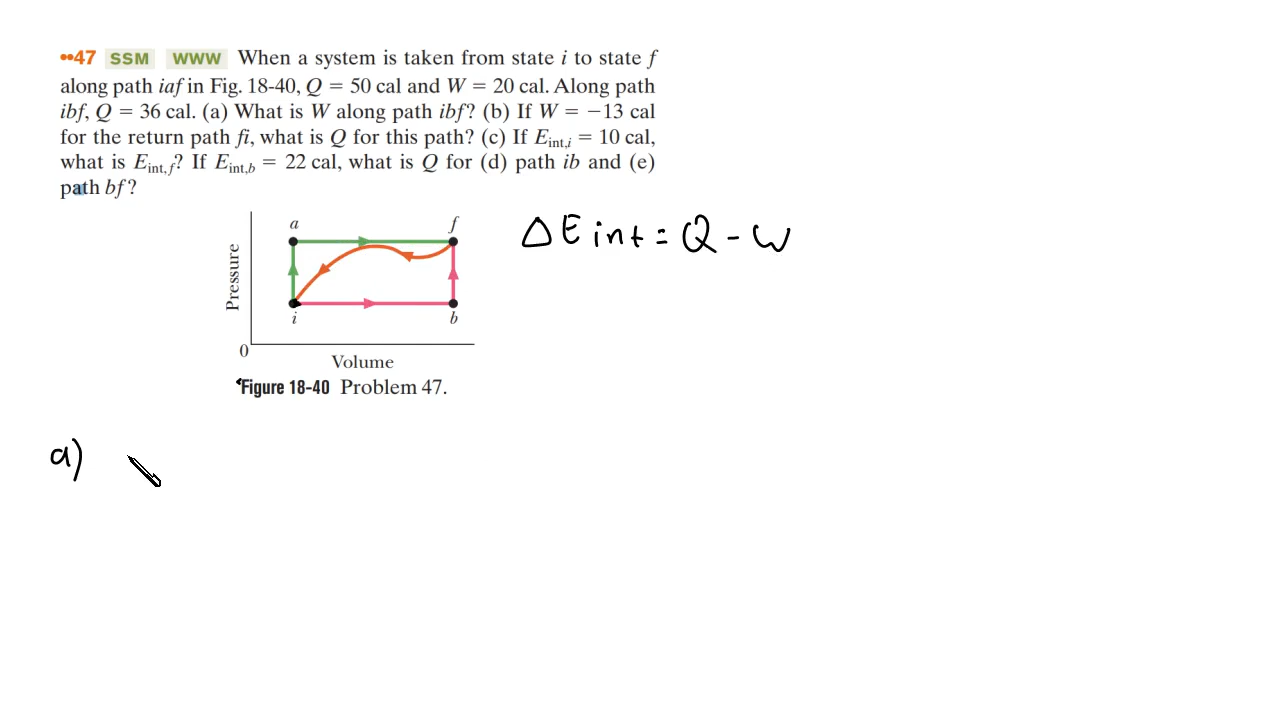 ••47 SSM WWW When a system is taken from state i to state f
along path iaf in Fig. 18-40, Q = 50 cal and W = 20 cal. Along path
ibf, Q = 36 cal. (a) What is W along path ibf? (b) If W = −13 cal
for the return path fi, what is Q for this path? (c) If Eint,i = 10 cal,
what is Eint,f? If Eint,b = 22 cal, what is Q for (d) path ib and (e)
path bf?
a f
ΔE int = Q - W
Pressure
i b
0
Volume
Figure 18-40 Problem 47.
a)